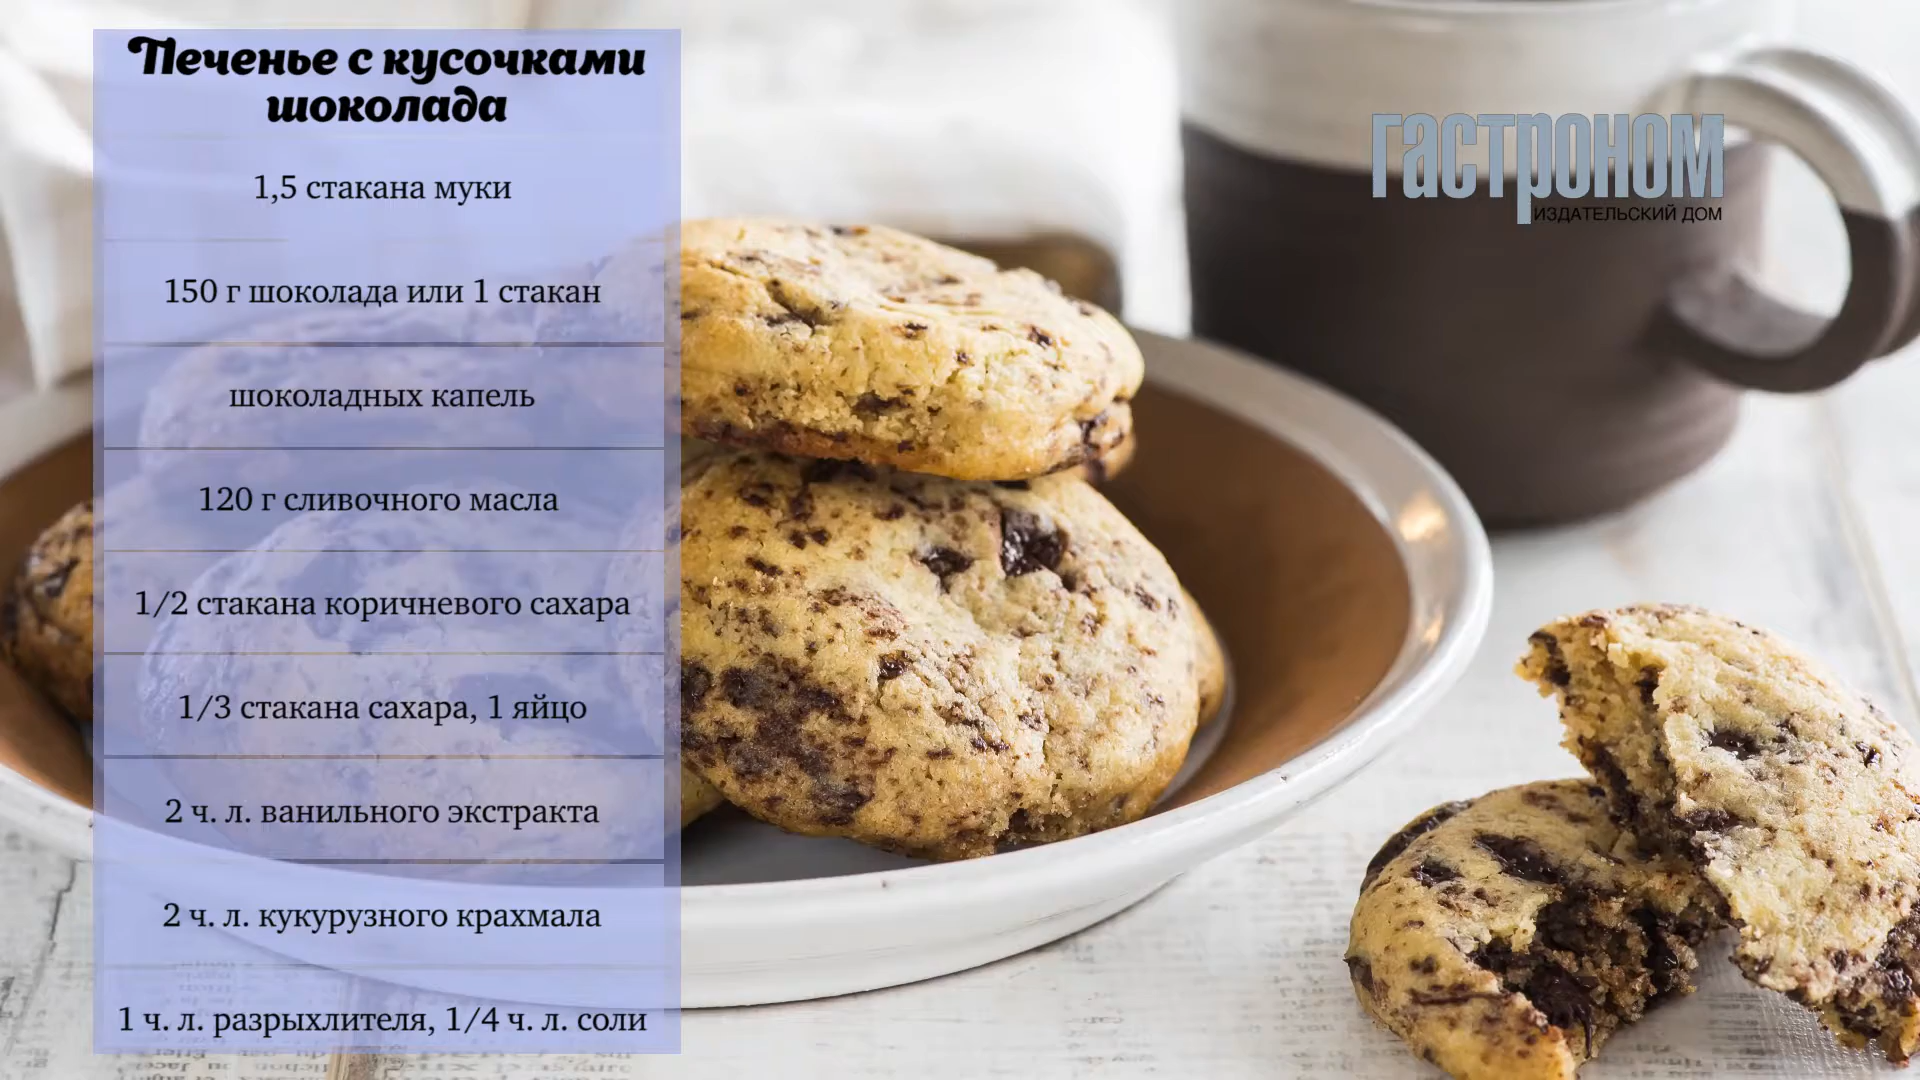 Печенье с кусочками
шоколада
1,5 стакана муки
150 г шоколада или 1 стакан
шоколадных капель
120 г сливочного масла
1/2 стакана коричневого сахара
1/3 стакана сахара, 1 яйцо
2 ч. л. ванильного экстракта
2 ч. л. кукурузного крахмала
1 ч. л. разрыхлителя, 1/4 ч. л. соли
гастроном
ИЗДАТЕЛЬСКИЙ ДОМ